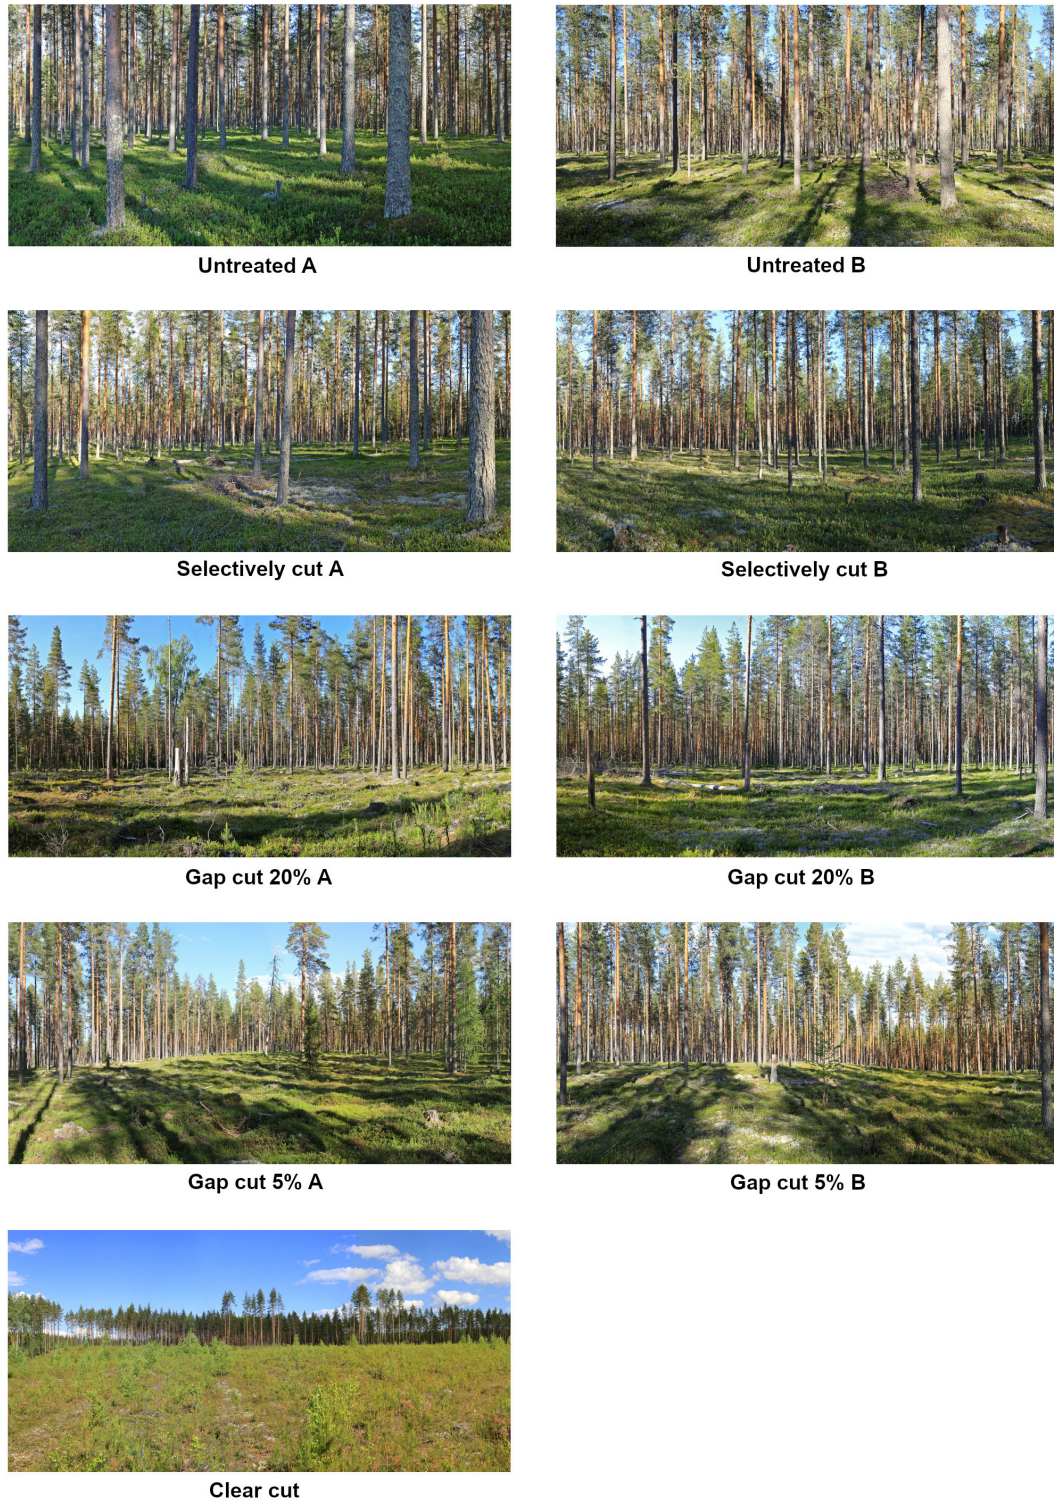 Untreated A
Untreated B
Selectively cut A
Selectively cut B
Gap cut 20% A
Gap cut 20% B
Gap cut 5% A
Gap cut 5% B
Clear cut